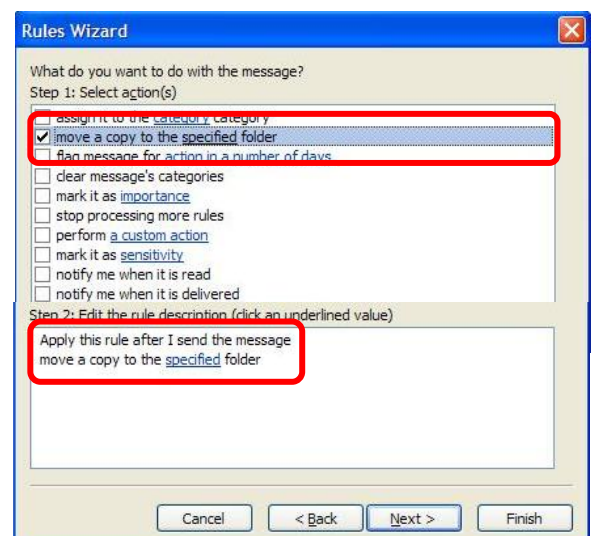 Rules Wizard
What do you want to do with the message?
Step 1: Select action(s)
assign it to the category category
move a copy to the specified folder
flag message for action in a number of days
clear message's categories
mark it as importance
stop processing more rules
perform a custom action
mark it as sensitivity
notify me when it is read
notify me when it is delivered
Step 2: Edit the rule description (click an underlined value)
Apply this rule after I send the message
move a copy to the specified folder
Cancel
< Back
Next >
Finish